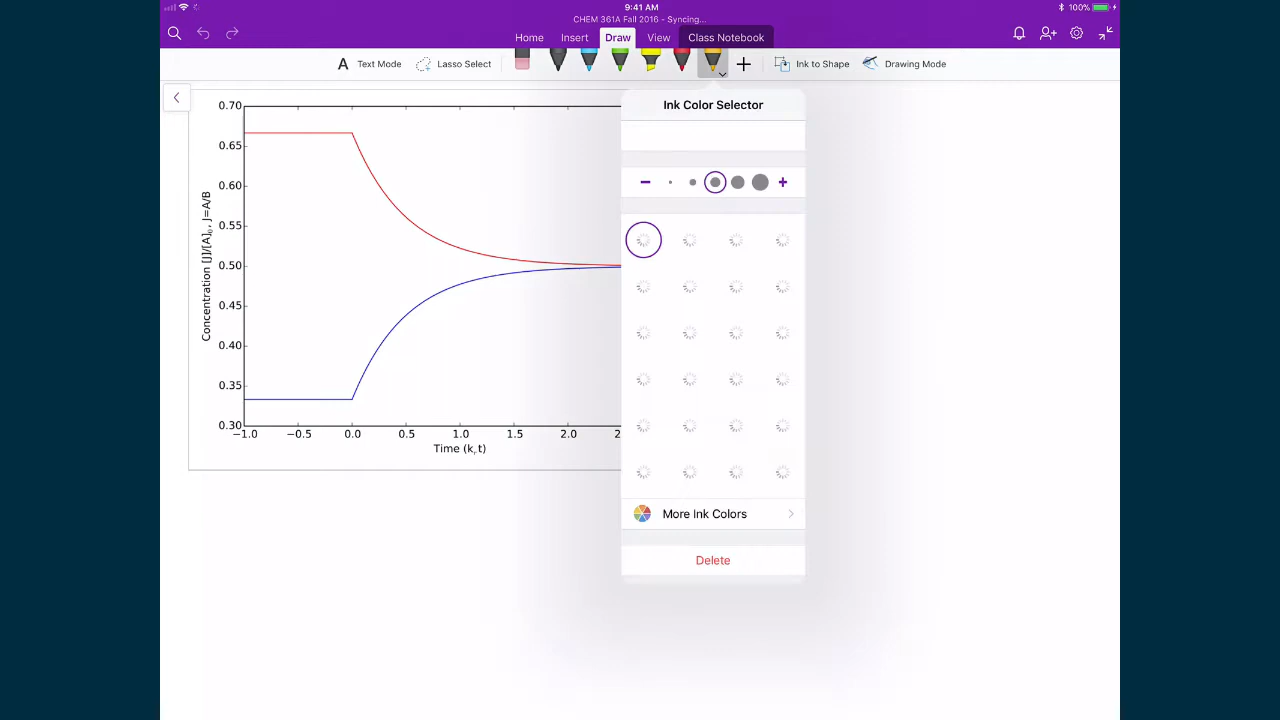 9:41 AM
100%
CHEM 361A Fall 2016 - Syncing...
Home Insert Draw View Class Notebook
A Text Mode Lasso Select Ink to Shape Drawing Mode
Ink Color Selector
More Ink Colors
Delete
0.70
0.65
0.60
0.55
0.50
0.45
0.40
0.35
0.30
Concentration [J]/[A]₀, J=A/B
−1.0 −0.5 0.0 0.5 1.0 1.5 2.0 2
Time (k,t)